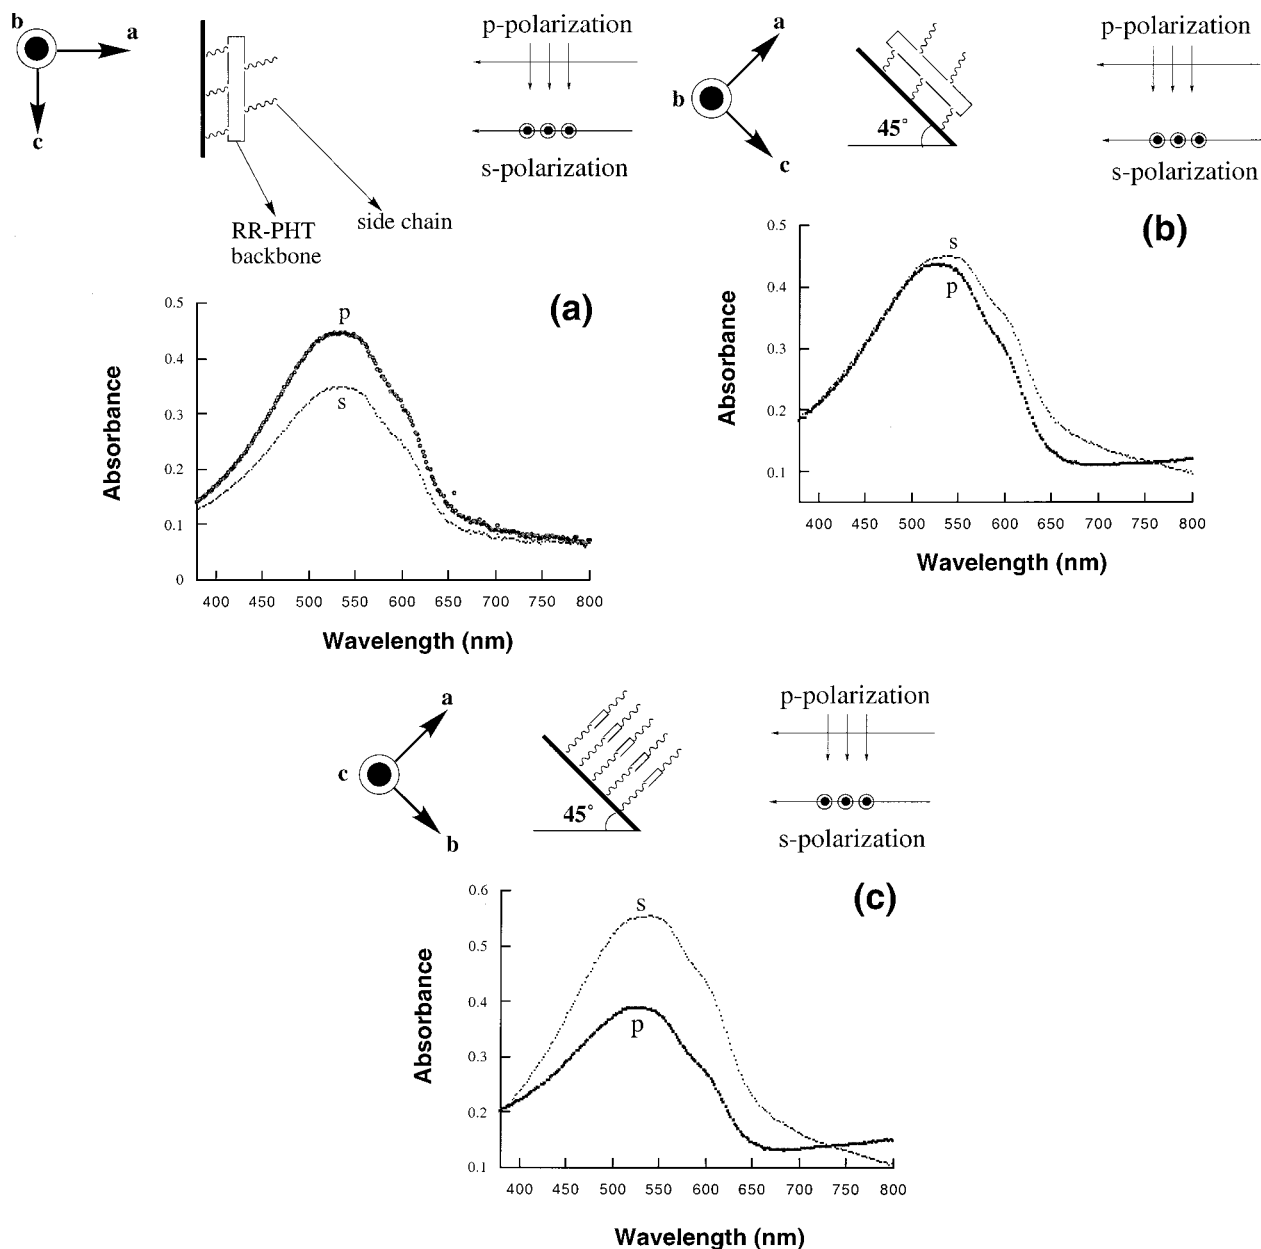 b
a
c
RR-PHT
backbone
side chain
p-polarization
s-polarization
(a)
p
s
Absorbance
0.5
0.4
0.3
0.2
0.1
0
400 450 500 550 600 650 700 750 800
Wavelength (nm)
a
b
c
45°
p-polarization
s-polarization
(b)
s
p
Absorbance
0.5
0.4
0.3
0.2
0.1
400 450 500 550 600 650 700 750 800
Wavelength (nm)
a
c
b
45°
p-polarization
s-polarization
(c)
s
p
Absorbance
0.6
0.5
0.4
0.3
0.2
0.1
400 450 500 550 600 650 700 750 800
Wavelength (nm)